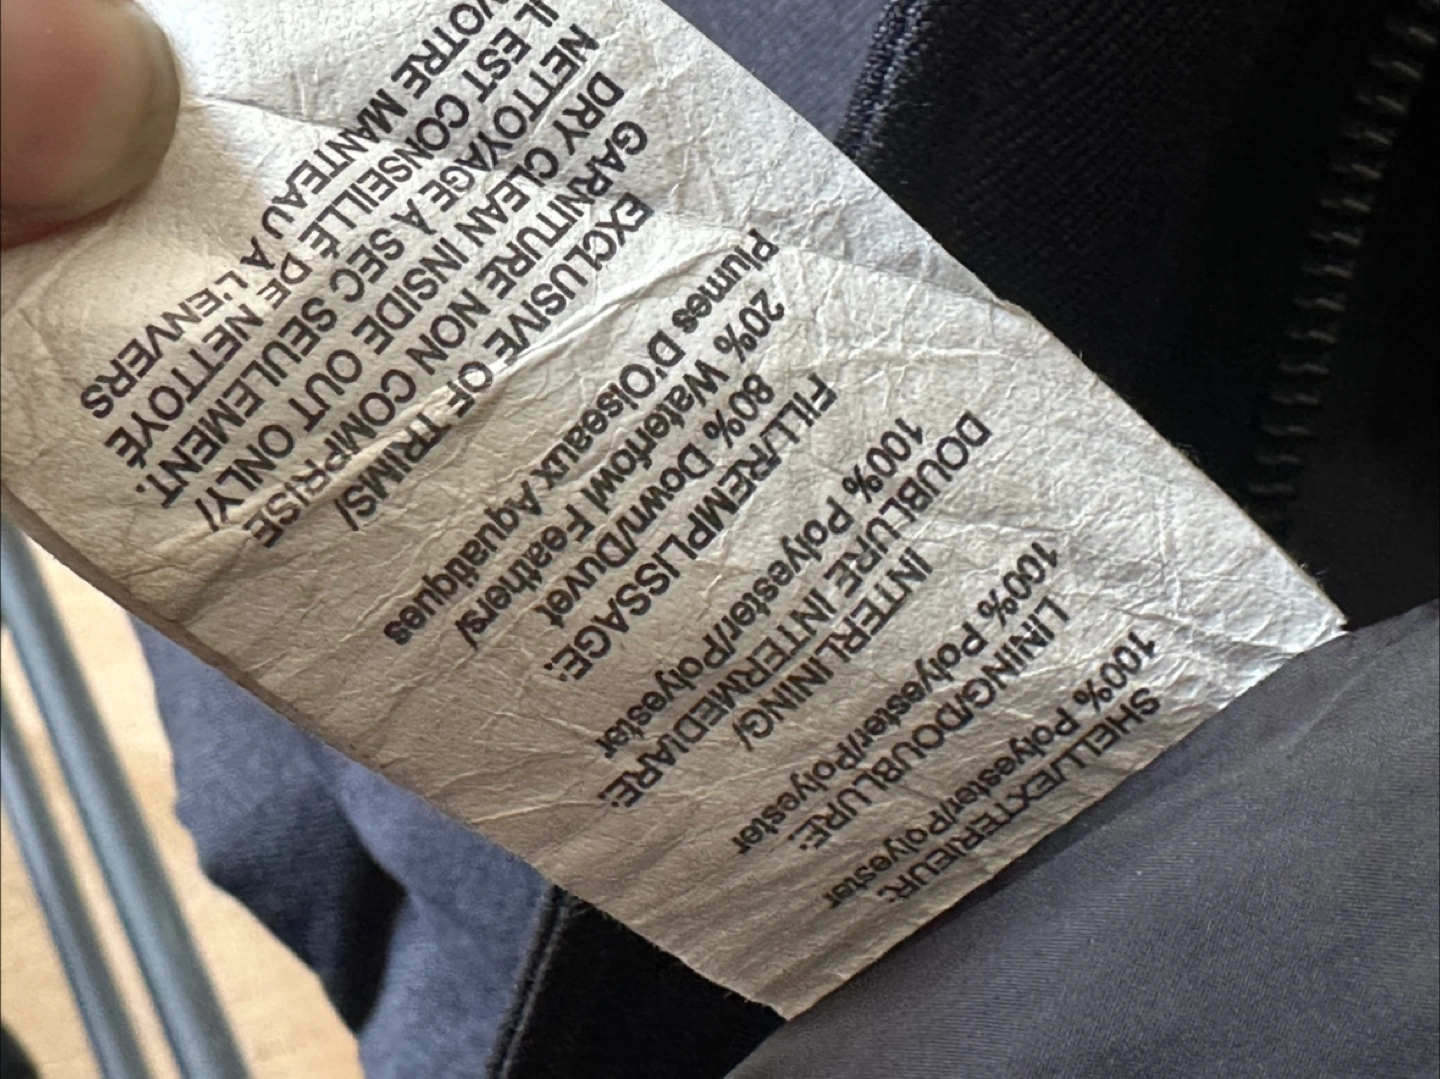 SHELL/EXTERIEUR:
100% Polyester/Polyester
LINING/DOUBLURE:
100% Polyester/Polyester
INTERLINING/
DOUBLURE INTERMEDIARE:
100% Polyester/Polyester
FILL/REMPLISSAGE:
80% Down/Duvet
20% Waterfowl Feathers/
Plumes D'Oiseaux Aquatiques
EXCLUSIVE OF TRIMS/
GARNITURE NON COMPRISE
DRY CLEAN INSIDE OUT ONLY/
NETTOYAGE À SEC SEULEMENT.
IL EST CONSEILLÉ DE NETTOYÉ
VOTRE MANTEAU À L'ENVERS